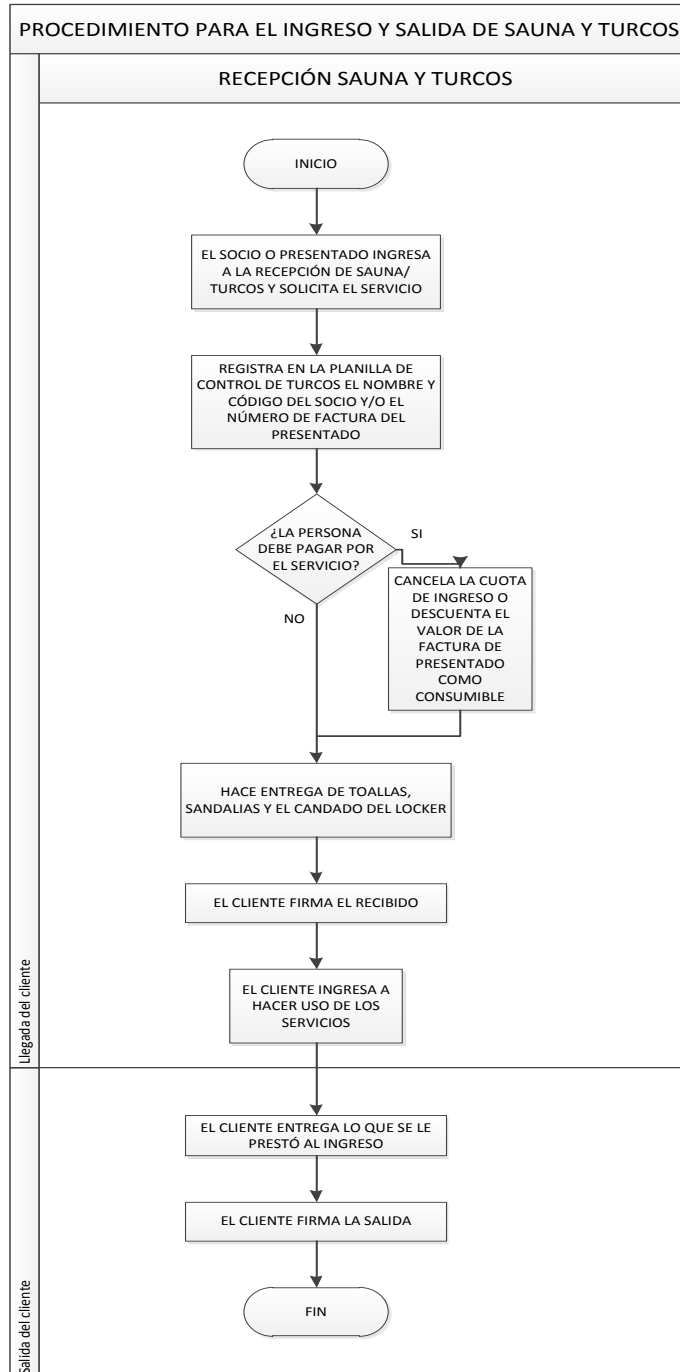 PROCEDIMIENTO PARA EL INGRESO Y SALIDA DE SAUNA Y TURCOS
RECEPCIÓN SAUNA Y TURCOS
Llegada del cliente
INICIO
EL SOCIO O PRESENTADO INGRESA
A LA RECEPCIÓN DE SAUNA/
TURCOS Y SOLICITA EL SERVICIO
REGISTRA EN LA PLANILLA DE
CONTROL DE TURCOS EL NOMBRE Y
CÓDIGO DEL SOCIO Y/O EL
NÚMERO DE FACTURA DEL
PRESENTADO
¿LA PERSONA
DEBE PAGAR POR
EL SERVICIO?
SI
CANCELA LA CUOTA
DE INGRESO O
DESCUENTA EL
VALOR DE LA
FACTURA DE
PRESENTADO
COMO
CONSUMIBLE
NO
HACE ENTREGA DE TOALLAS,
SANDALIAS Y EL CANDADO DEL LOCKER
EL CLIENTE FIRMA EL RECIBIDO
EL CLIENTE INGRESA A
HACER USO DE LOS
SERVICIOS
Salida del cliente
EL CLIENTE ENTREGA LO QUE SE LE
PRESTÓ AL INGRESO
EL CLIENTE FIRMA LA SALIDA
FIN